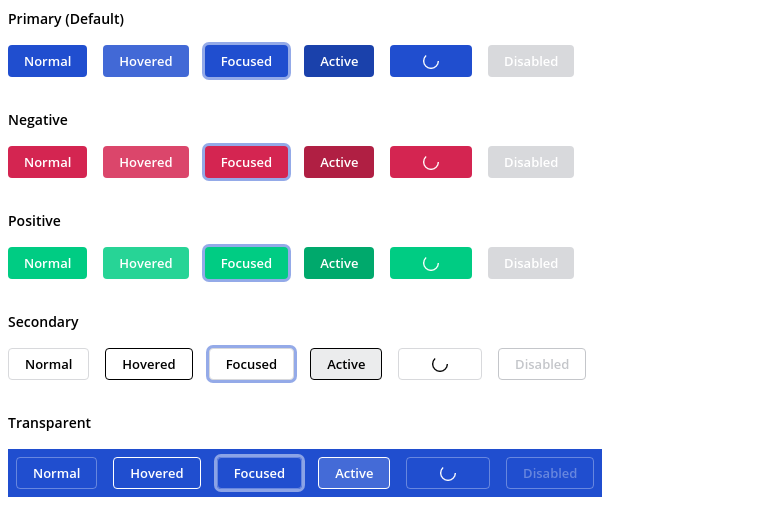 Primary (Default)
Normal Hovered Focused Active Disabled
Negative
Normal Hovered Focused Active Disabled
Positive
Normal Hovered Focused Active Disabled
Secondary
Normal Hovered Focused Active Disabled
Transparent
Normal Hovered Focused Active Disabled